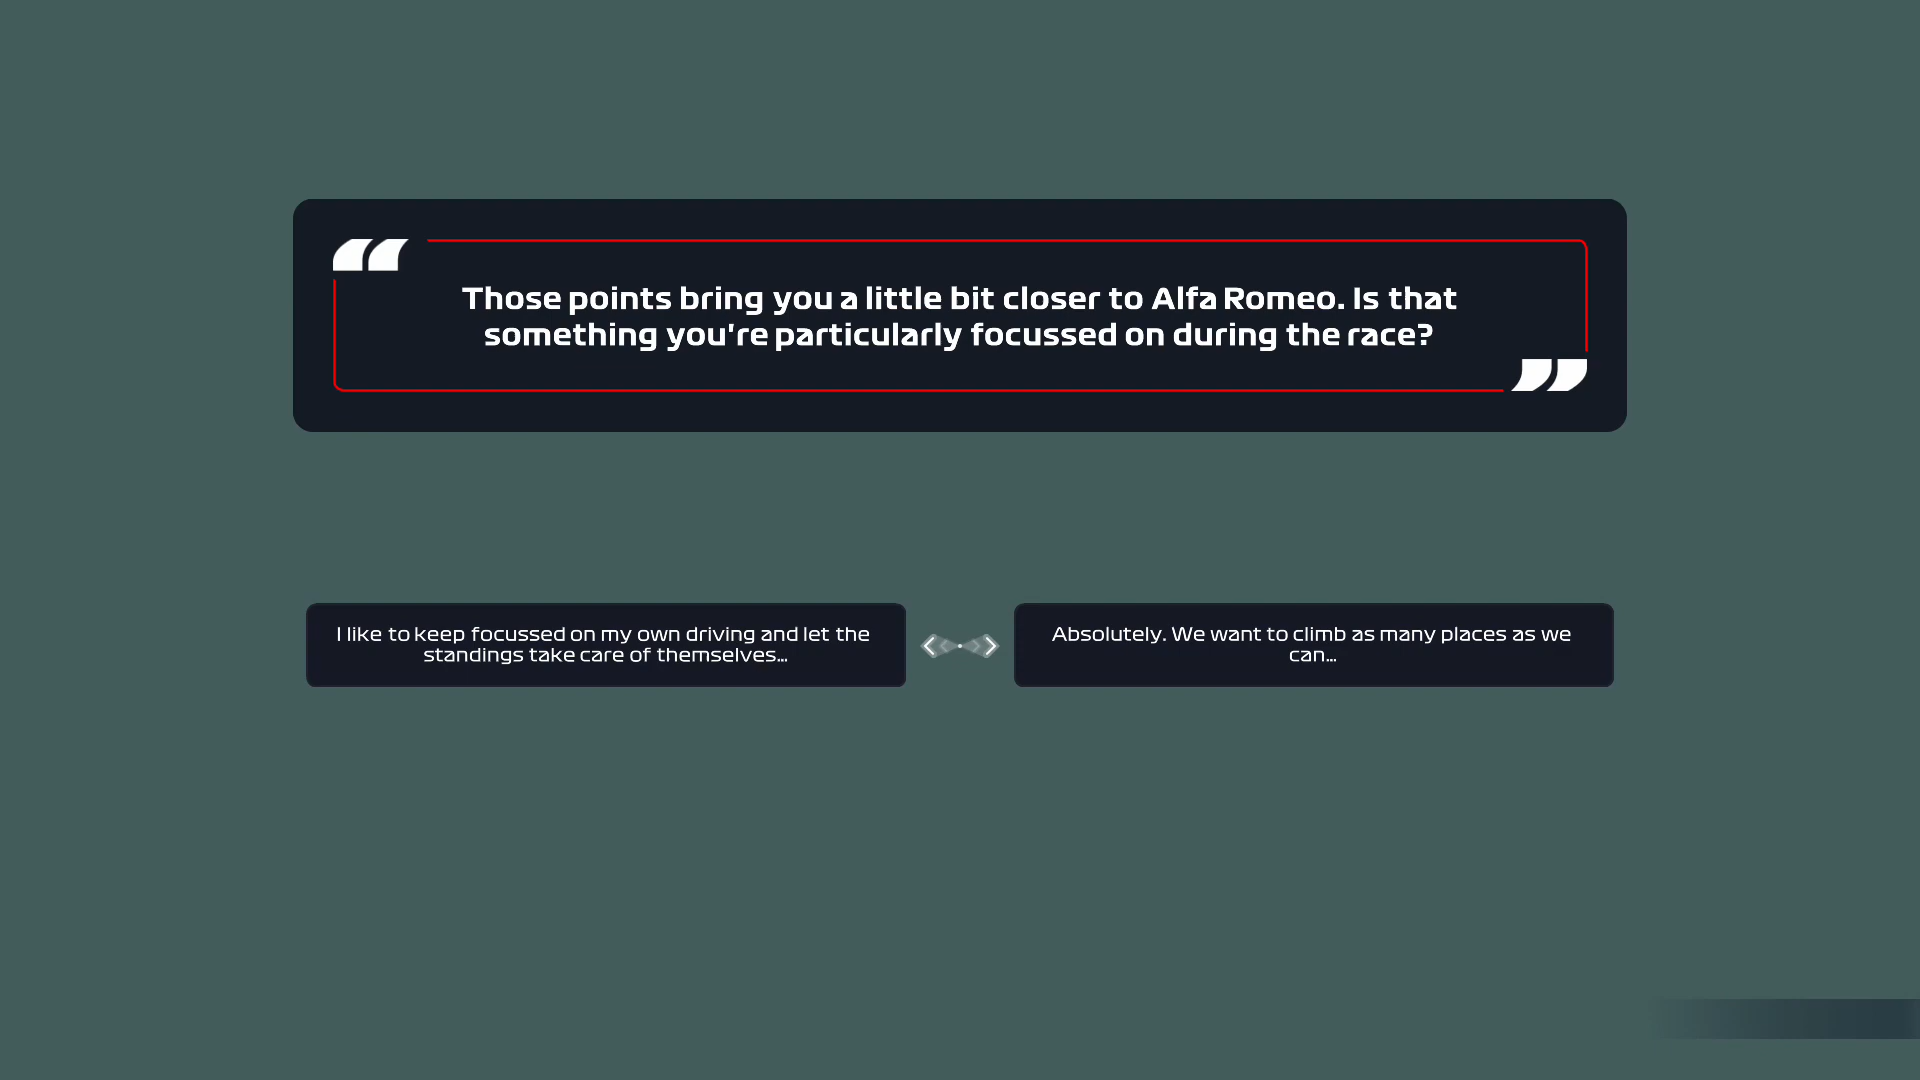 Those points bring you a little bit closer to Alfa Romeo. Is that
something you're particularly focussed on during the race?
I like to keep focussed on my own driving and let the
standings take care of themselves...
Absolutely. We want to climb as many places as we
can...